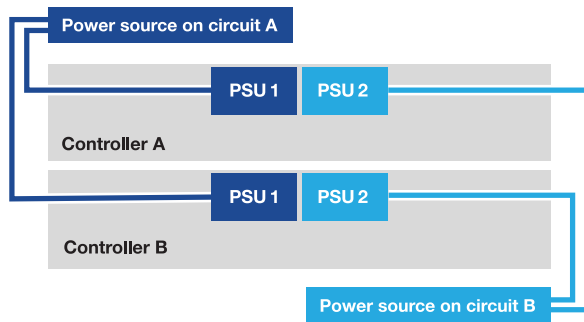 Power source on circuit A
PSU 1
PSU 2
Controller A
PSU 1
PSU 2
Controller B
Power source on circuit B